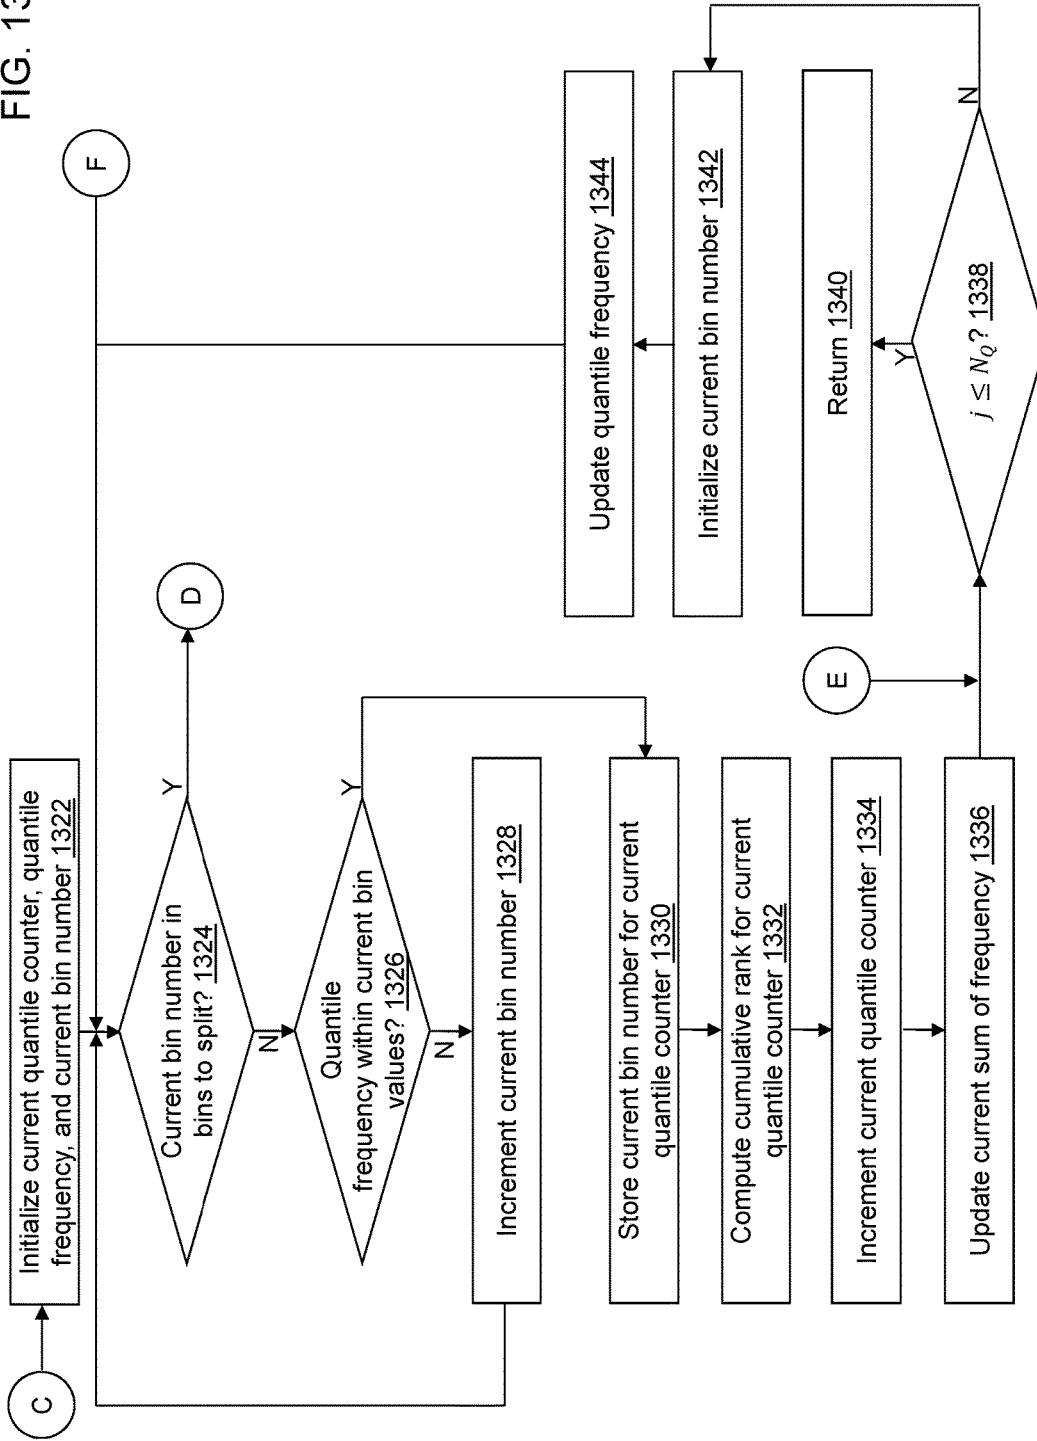 FIG. 13
C
Initialize current quantile counter, quantile
frequency, and current bin number 1322
F
Current bin number in
bins to split? 1324
Y
D
N
Quantile
frequency within current bin
values? 1326
Y
N
Increment current bin number 1328
Store current bin number for current
quantile counter 1330
Compute cumulative rank for current
quantile counter 1332
Increment current quantile counter 1334
Update current sum of frequency 1336
E
j ≤ N_Q? 1338
Y
N
Return 1340
Initialize current bin number 1342
Update quantile frequency 1344